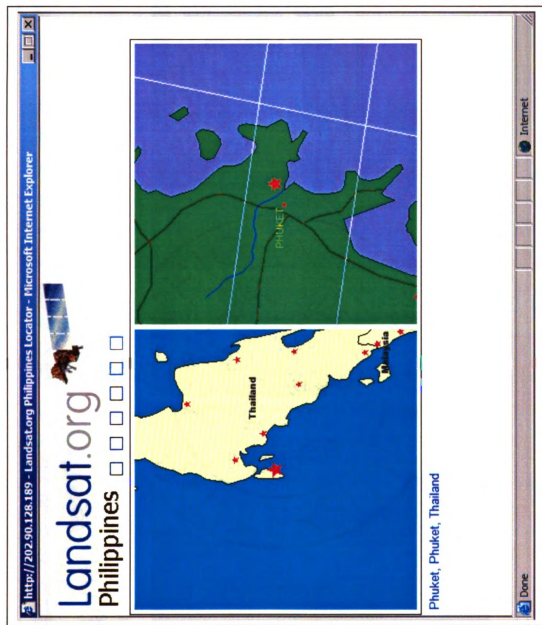 http://202.90.128.189 - Landsat.org Philippines Locator - Microsoft Internet Explorer
Landsat.org
Philippines
Thailand
Malaysia
PHUKET
Phuket, Phuket, Thailand
Done
Internet